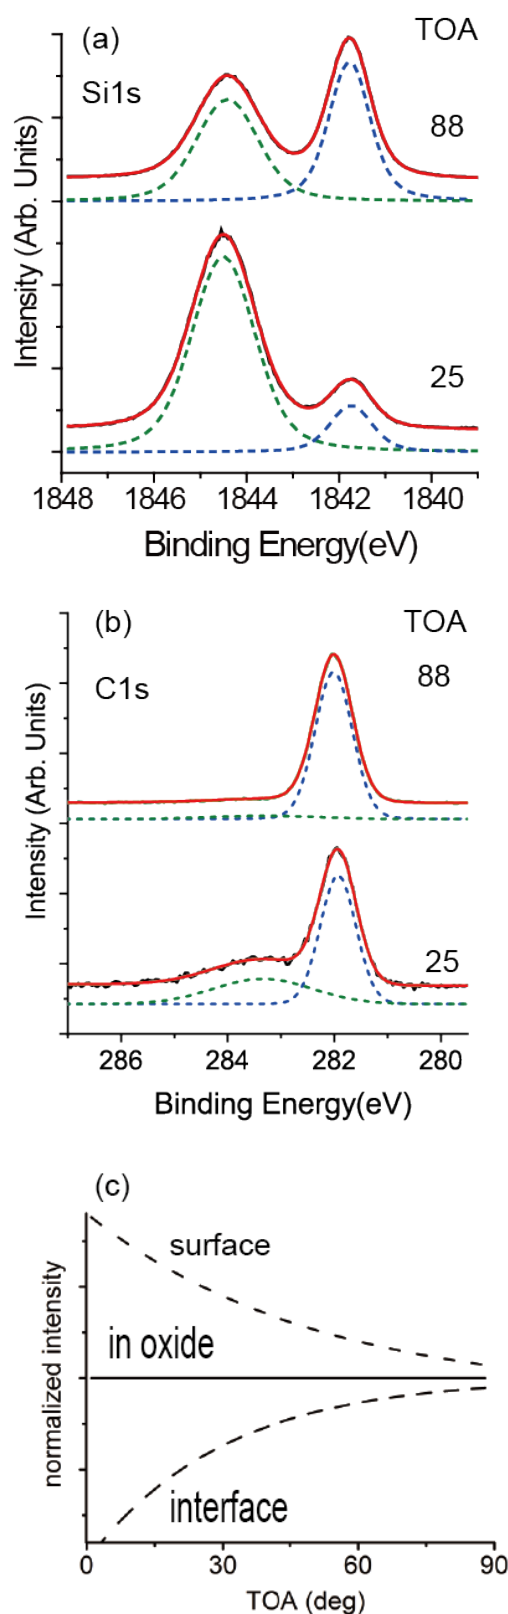 (a)
TOA
Si1s
88
25
Intensity (Arb. Units)
1848 1846 1844 1842 1840
Binding Energy(eV)
(b)
TOA
88
C1s
25
Intensity (Arb. Units)
286 284 282 280
Binding Energy(eV)
(c)
surface
in oxide
interface
normalized intensity
0 30 60 90
TOA (deg)